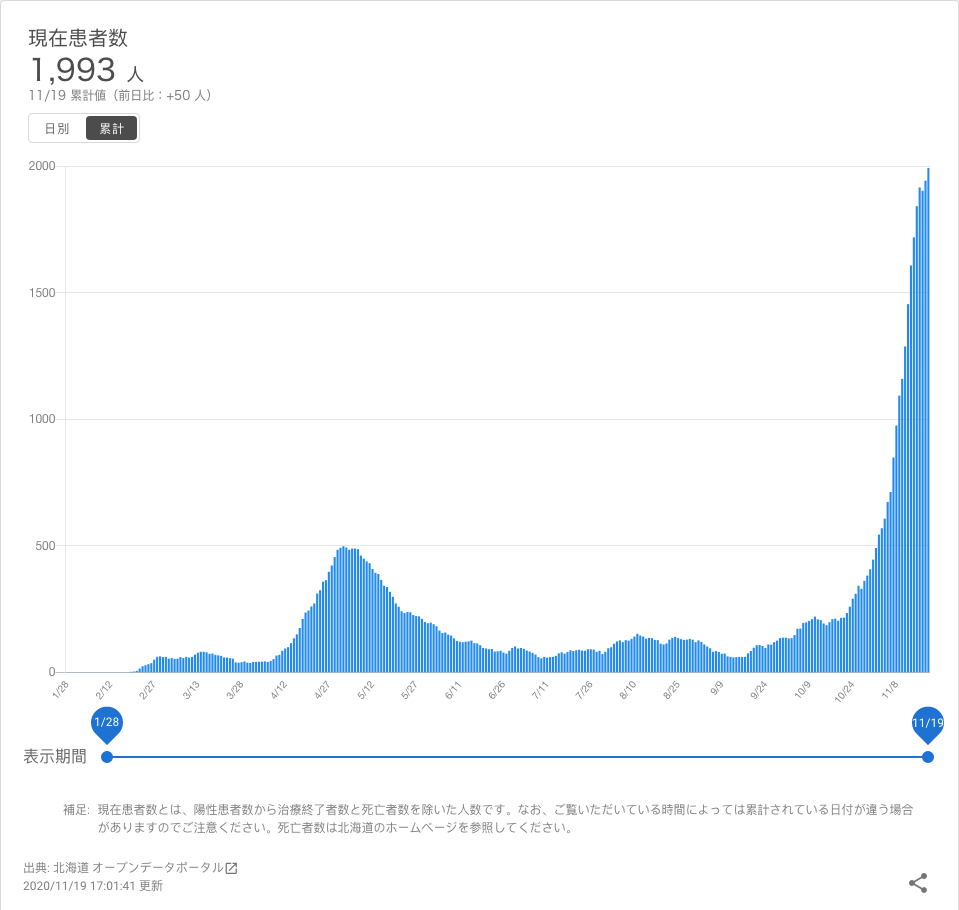 現在患者数
1,993 人
11/19 累計値（前日比：+50 人）
日別 累計
2000
1500
1000
500
0
1/28 2/12 2/27 3/13 3/28 4/12 4/27 5/12 5/27 6/11 6/26 7/11 7/26 8/10 8/25 9/9 9/24 10/9 10/24 11/8
1/28 11/19
表示期間
補足: 現在患者数とは、陽性患者数から治療終了者数と死亡者数を除いた人数です。なお、ご覧いただいている時間によっては累計されている日付が違う場合
がありますのでご注意ください。死亡者数は北海道のホームページを参照してください。
出典: 北海道 オープンデータポータル
2020/11/19 17:01:41 更新